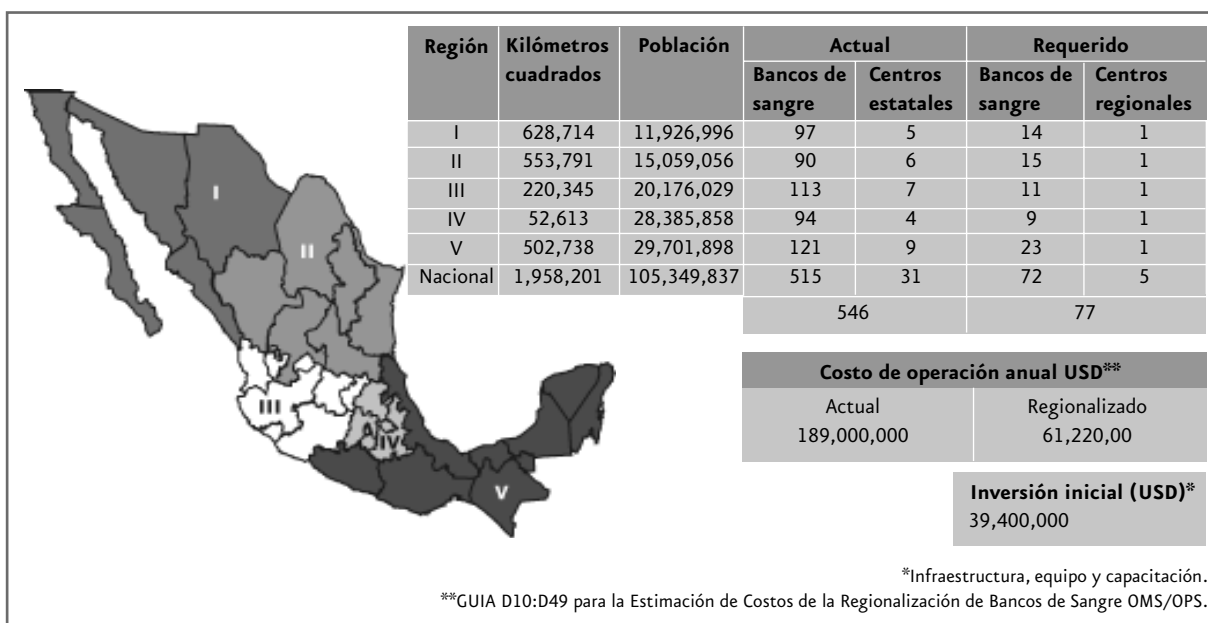 Región Kilómetros cuadrados Población Actual Requerido
Bancos de sangre Centros estatales Bancos de sangre Centros regionales
I 628,714 11,926,996 97 5 14 1
II 553,791 15,059,056 90 6 15 1
III 220,345 20,176,029 113 7 11 1
IV 52,613 28,385,858 94 4 9 1
V 502,738 29,701,898 121 9 23 1
Nacional 1,958,201 105,349,837 515 31 72 5
546 77
I
II
III
IV
V
Costo de operación anual USD**
Actual Regionalizado
189,000,000 61,220,00
Inversión inicial (USD)*
39,400,000
*Infraestructura, equipo y capacitación.
**GUIA D10:D49 para la Estimación de Costos de la Regionalización de Bancos de Sangre OMS/OPS.